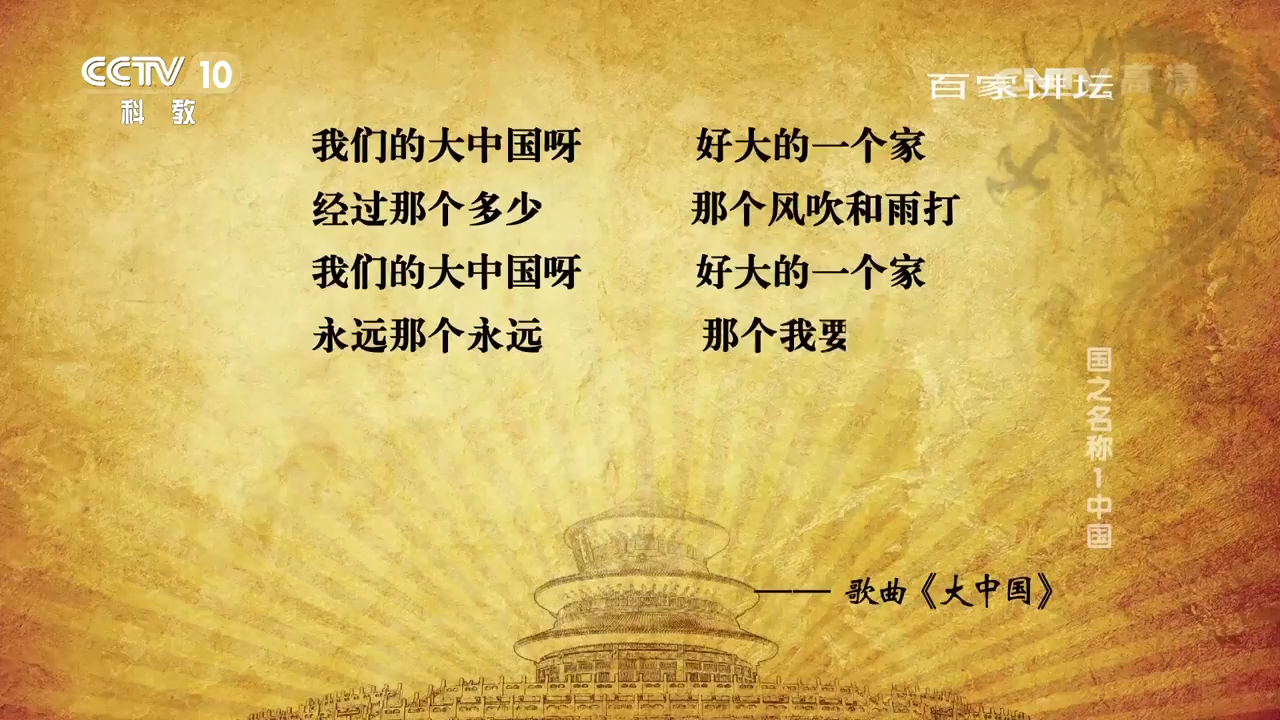 CCTV 10
科教
百家讲坛 高清
我们的大中国呀 好大的一个家
经过那个多少 那个风吹和雨打
我们的大中国呀 好大的一个家
永远那个永远 那个我要
国之名称1中国
—— 歌曲《大中国》